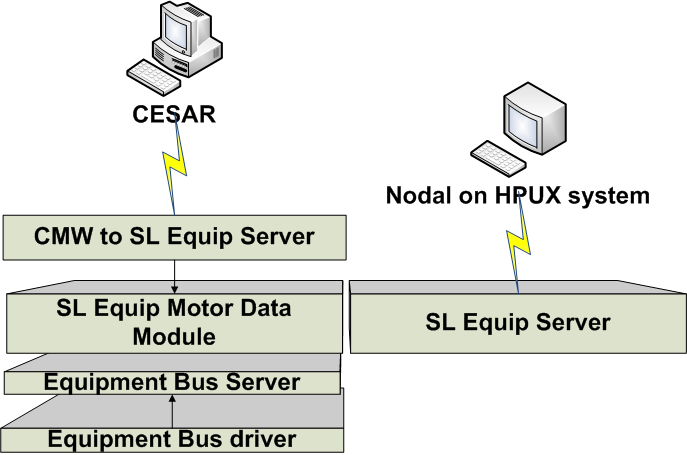 CESAR
Nodal on HPUX system
CMW to SL Equip Server
SL Equip Motor Data
Module
SL Equip Server
Equipment Bus Server
Equipment Bus driver